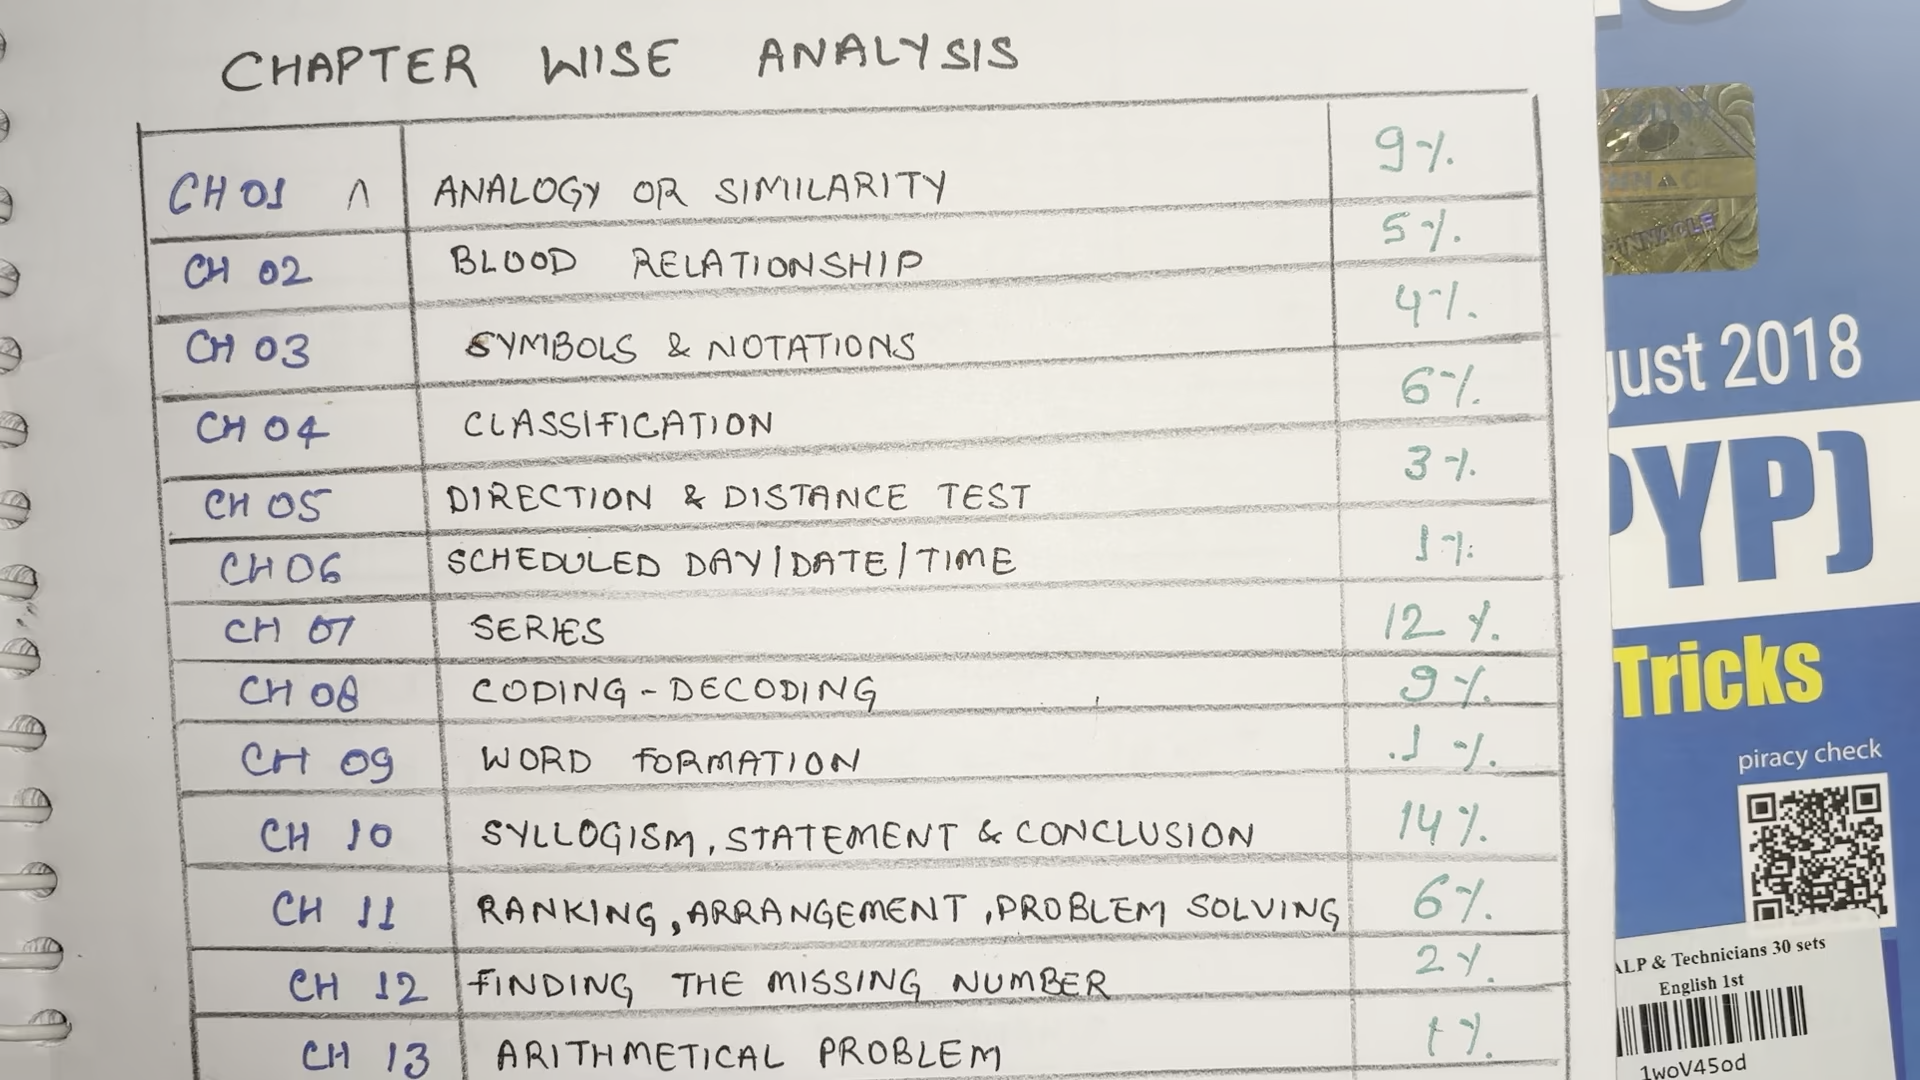 CHAPTER WISE ANALYSIS
CH 01 ANALOGY OR SIMILARITY 9%
CH 02 BLOOD RELATIONSHIP 5%
CH 03 SYMBOLS & NOTATIONS 4%
CH 04 CLASSIFICATION 6%
CH 05 DIRECTION & DISTANCE TEST 3%
CH 06 SCHEDULED DAY/DATE/TIME 1%
CH 07 SERIES 12%
CH 08 CODING-DECODING 9%
CH 09 WORD FORMATION 1%
CH 10 SYLLOGISM, STATEMENT & CONCLUSION 14%
CH 11 RANKING, ARRANGEMENT, PROBLEM SOLVING 6%
CH 12 FINDING THE MISSING NUMBER 2%
CH 13 ARITHMETICAL PROBLEM 1%
PINNACLE
ust 2018
PYP)
Tricks
piracy check
ALP & Technicians 30 sets
English 1st
1woV45od